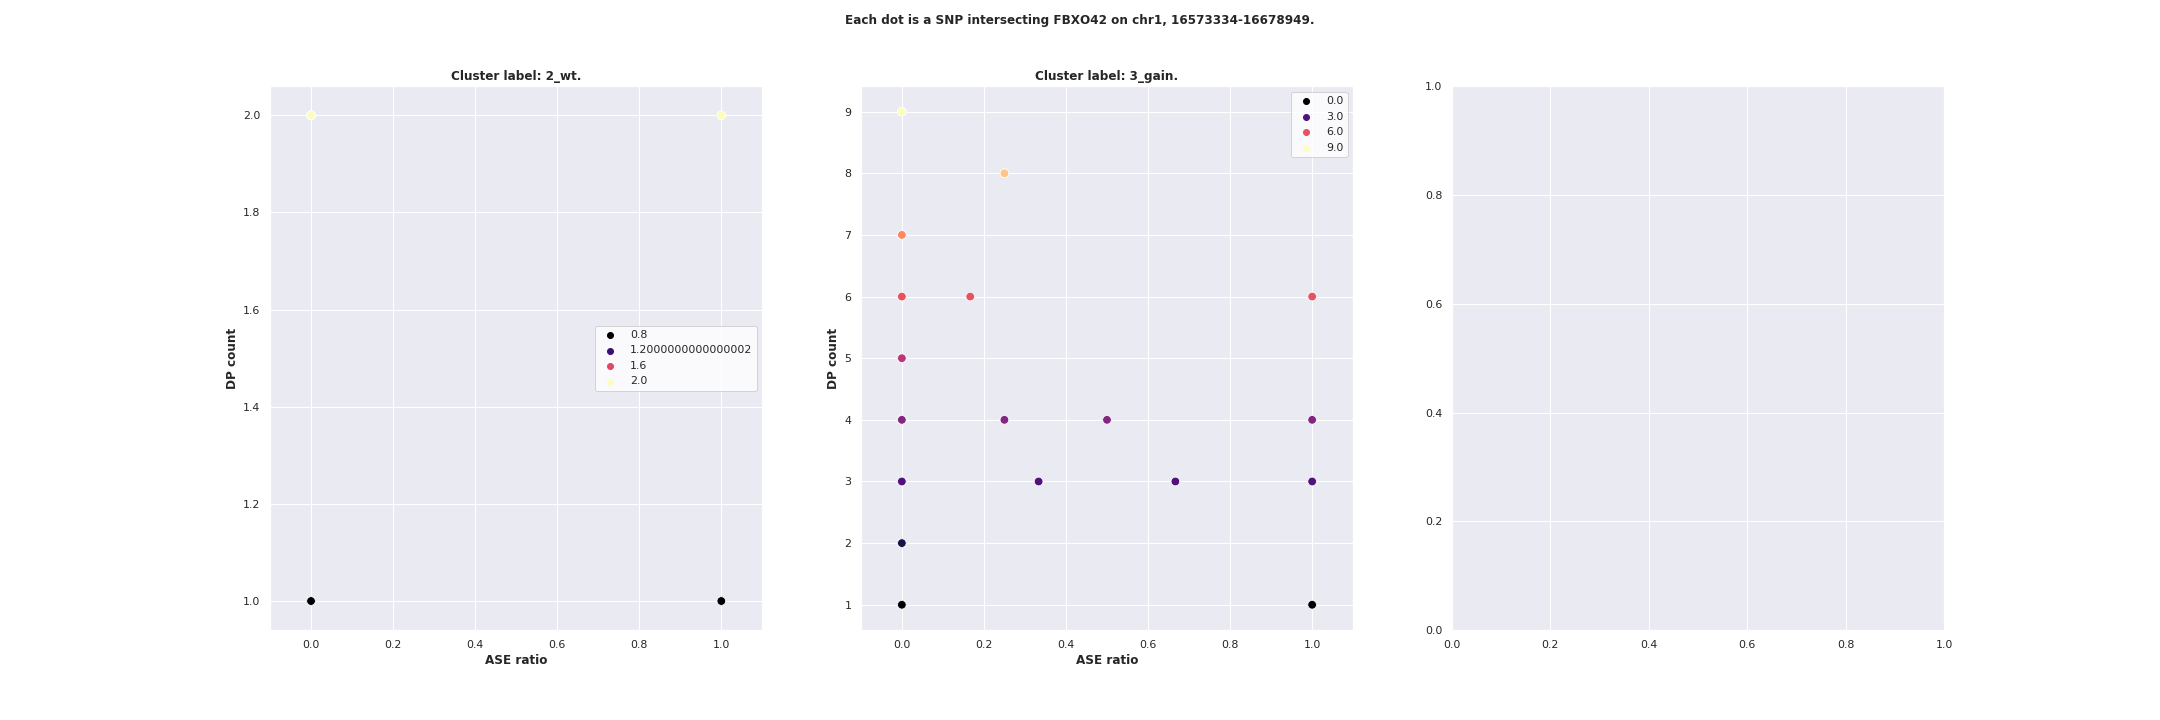 Each dot is a SNP intersecting FBXO42 on chr1, 16573334-16678949.
Cluster label: 2_wt.
2.0
1.8
1.6
1.4
1.2
1.0
DP count
0.8
1.2000000000000002
1.6
2.0
0.0 0.2 0.4 0.6 0.8 1.0
ASE ratio
Cluster label: 3_gain.
9
8
7
6
5
4
3
2
1
DP count
0.0
3.0
6.0
9.0
0.0 0.2 0.4 0.6 0.8 1.0
ASE ratio
1.0
0.8
0.6
0.4
0.2
0.0
0.0 0.2 0.4 0.6 0.8 1.0